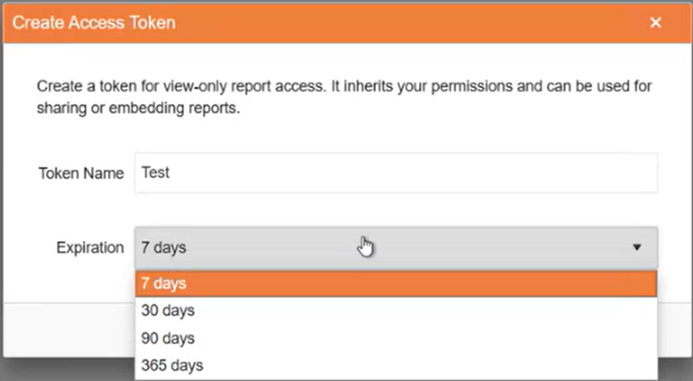 Create Access Token
Create a token for view-only report access. It inherits your permissions and can be used for
sharing or embedding reports.
Token Name Test
Expiration 7 days
7 days
30 days
90 days
365 days